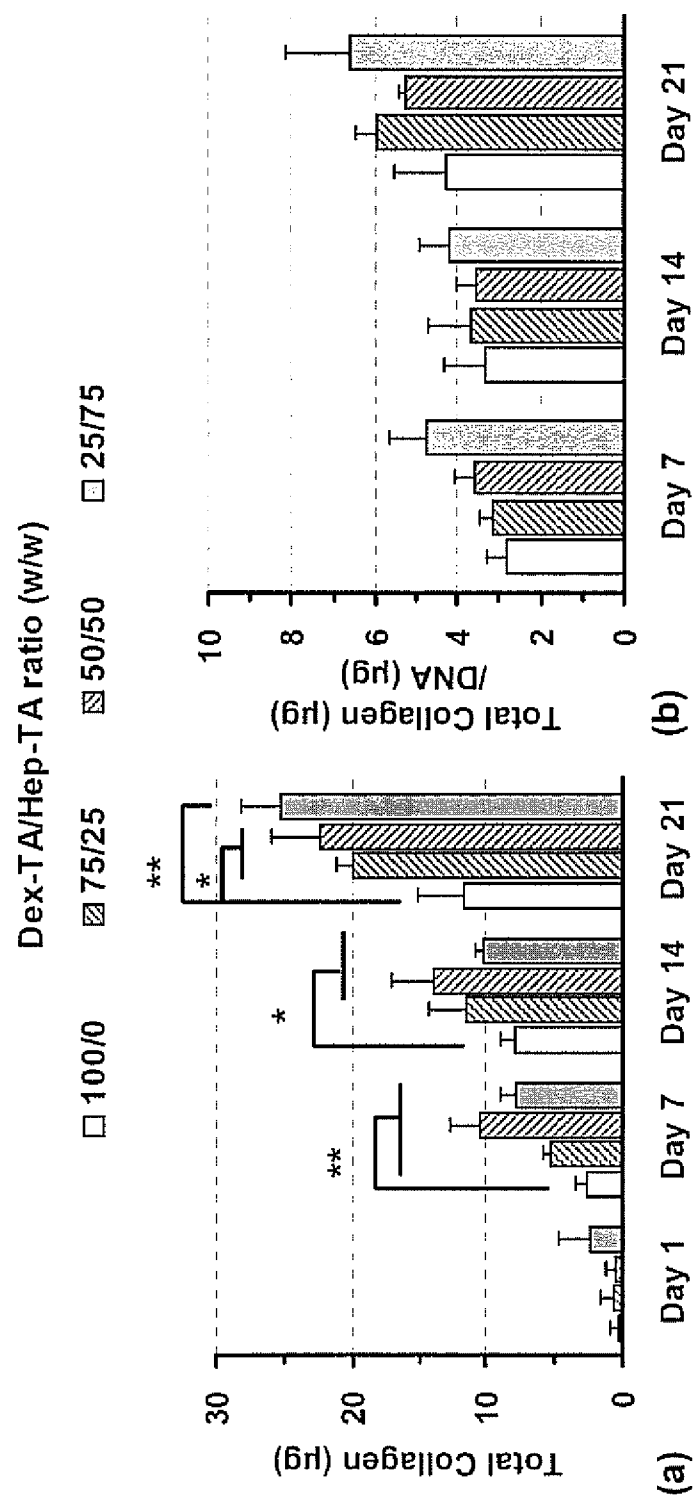 Dex-TA/Hep-TA ratio (w/w)
100/0 75/25 50/50 25/75
Total Collagen (µg)
30
20
10
0
** * ** *
Day 1 Day 7 Day 14 Day 21
(a)
Total Collagen (µg)
/DNA (µg)
10
8
6
4
2
0
Day 7 Day 14 Day 21
(b)